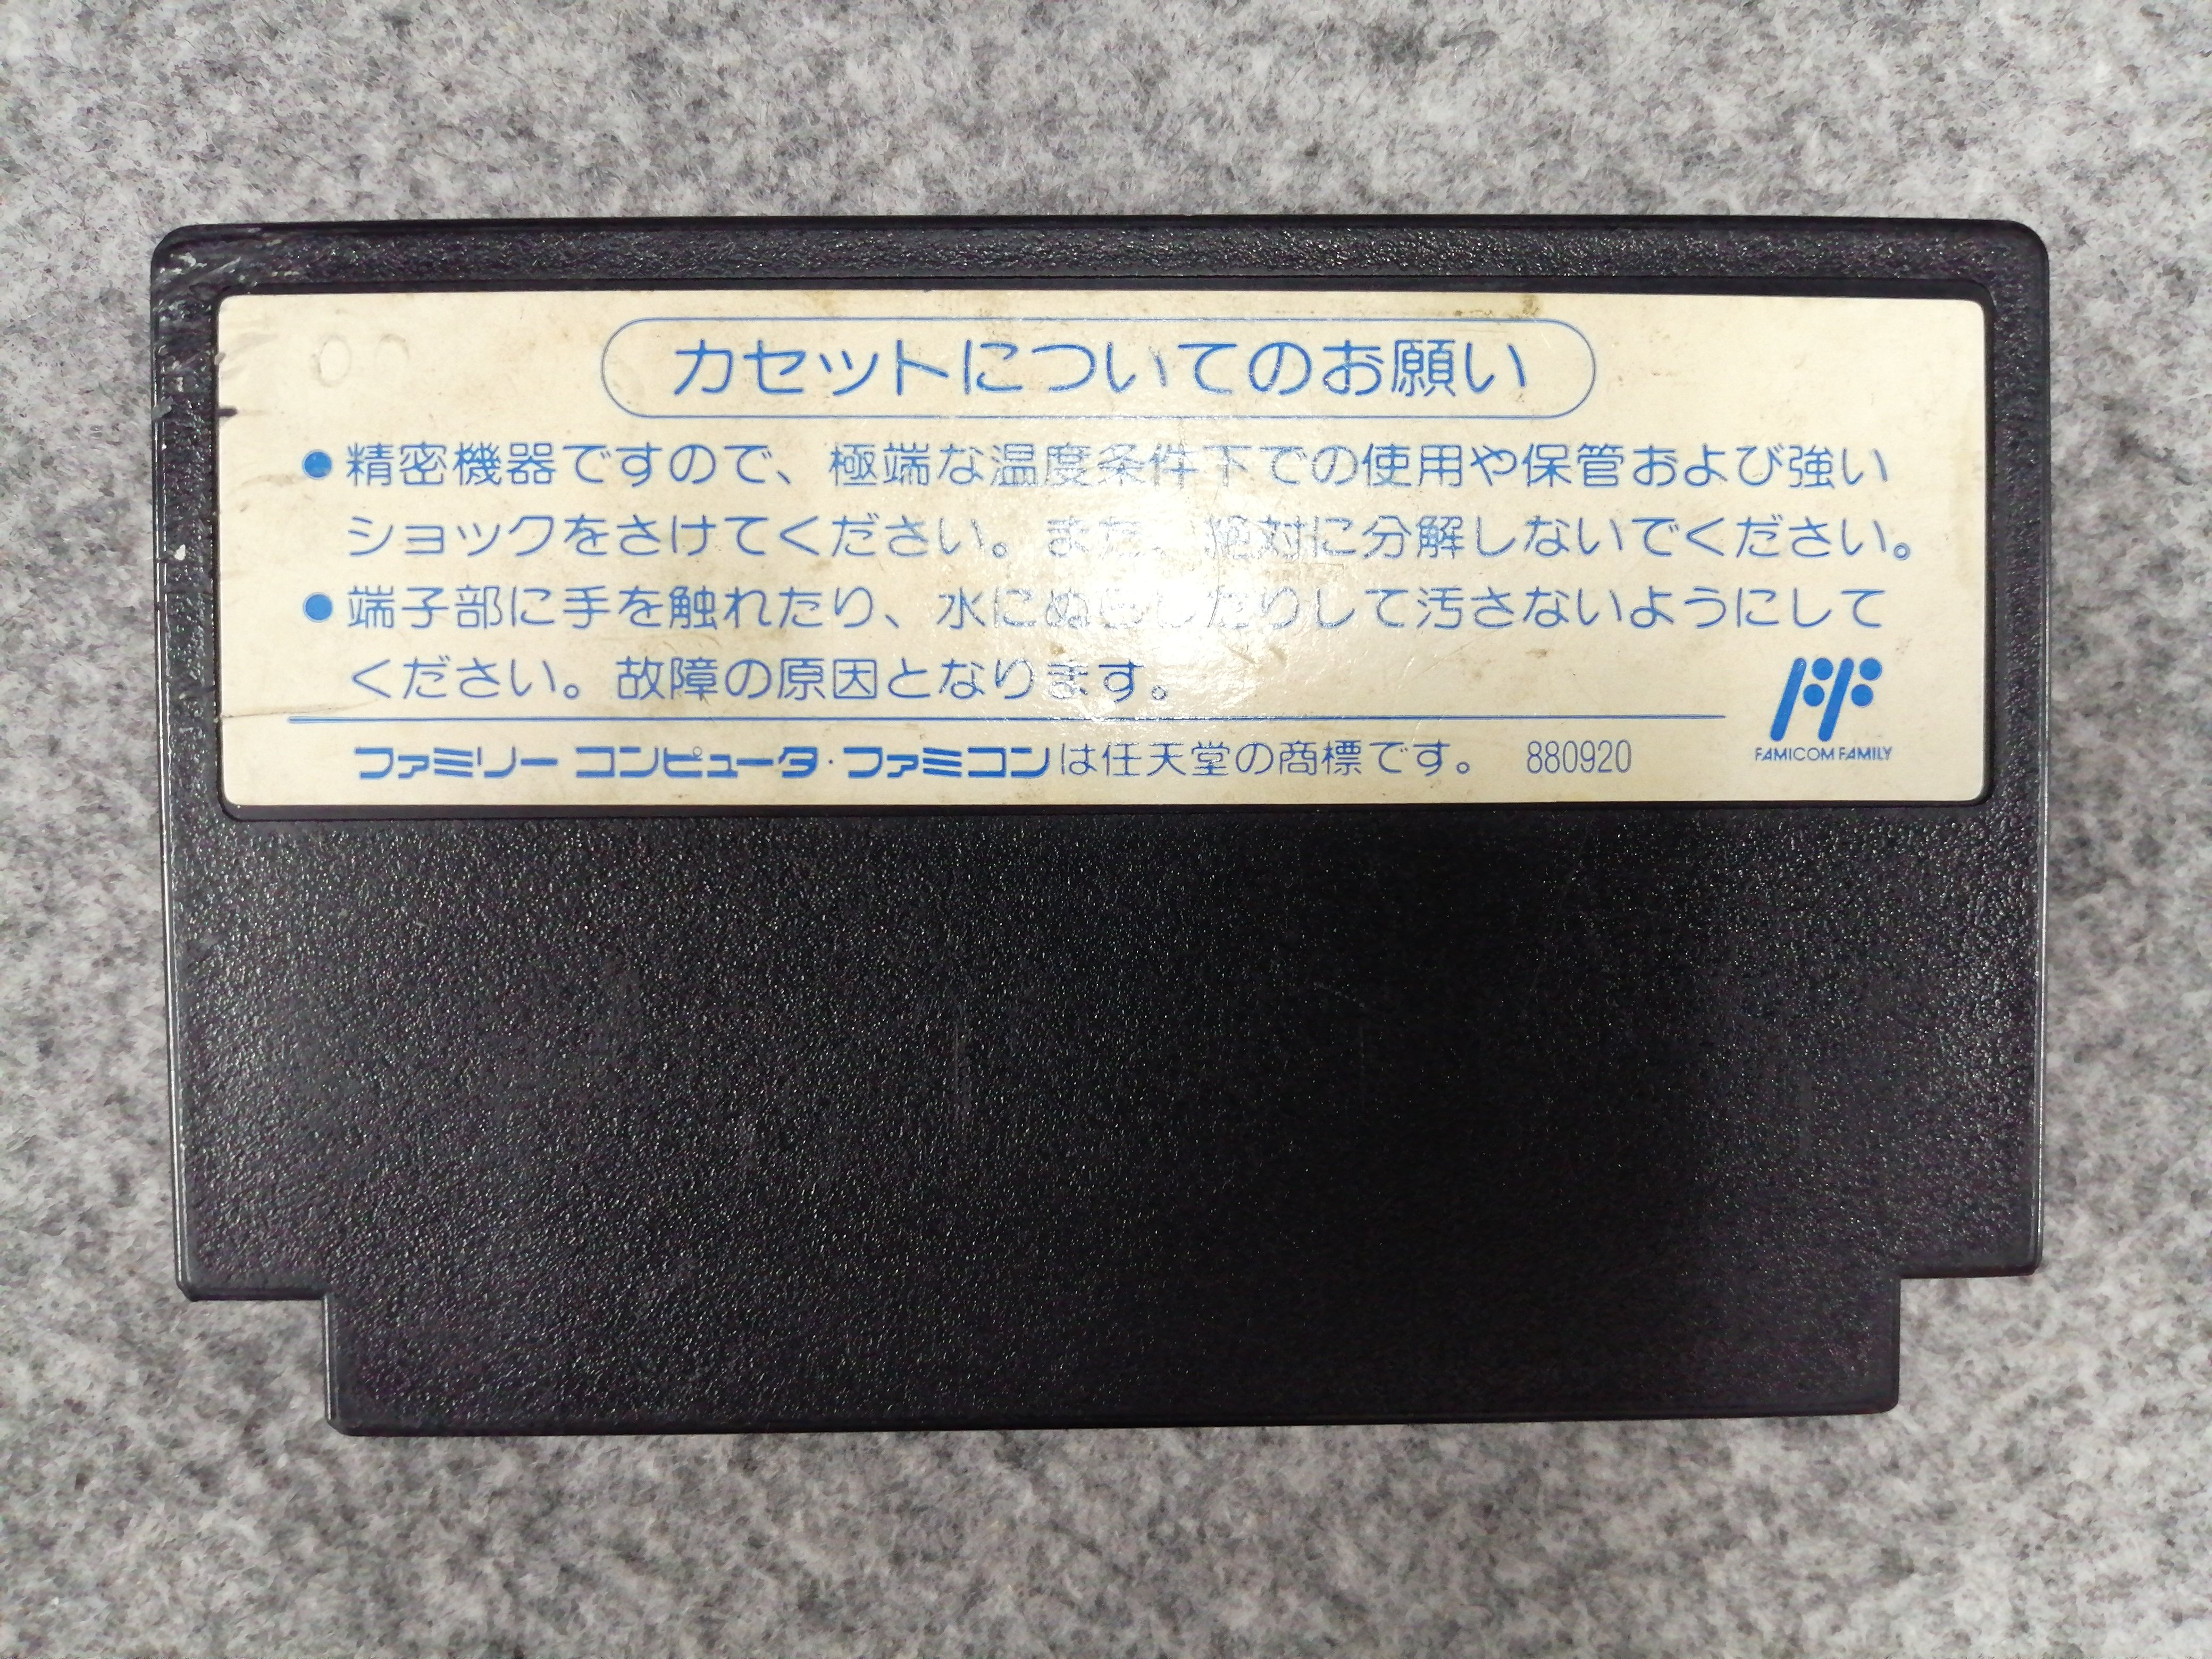 カセットについてのお願い
●精密機器ですので、極端な温度条件下での使用や保管および強い
ショックをさけてください。また、絶対に分解しないでください。
●端子部に手を触れたり、水にぬらしたりして汚さないようにして
ください。故障の原因となります。
ファミリーコンピュータ・ファミコンは任天堂の商標です。 880920
FAMICOM FAMILY